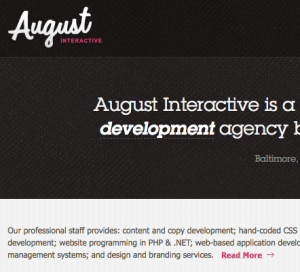 August
INTERACTIVE
August Interactive is a
development agency b
Baltimore,
Our professional staff provides: content and copy development; hand-coded CSS
development; website programming in PHP & .NET; web-based application develo
management systems; and design and branding services. Read More →